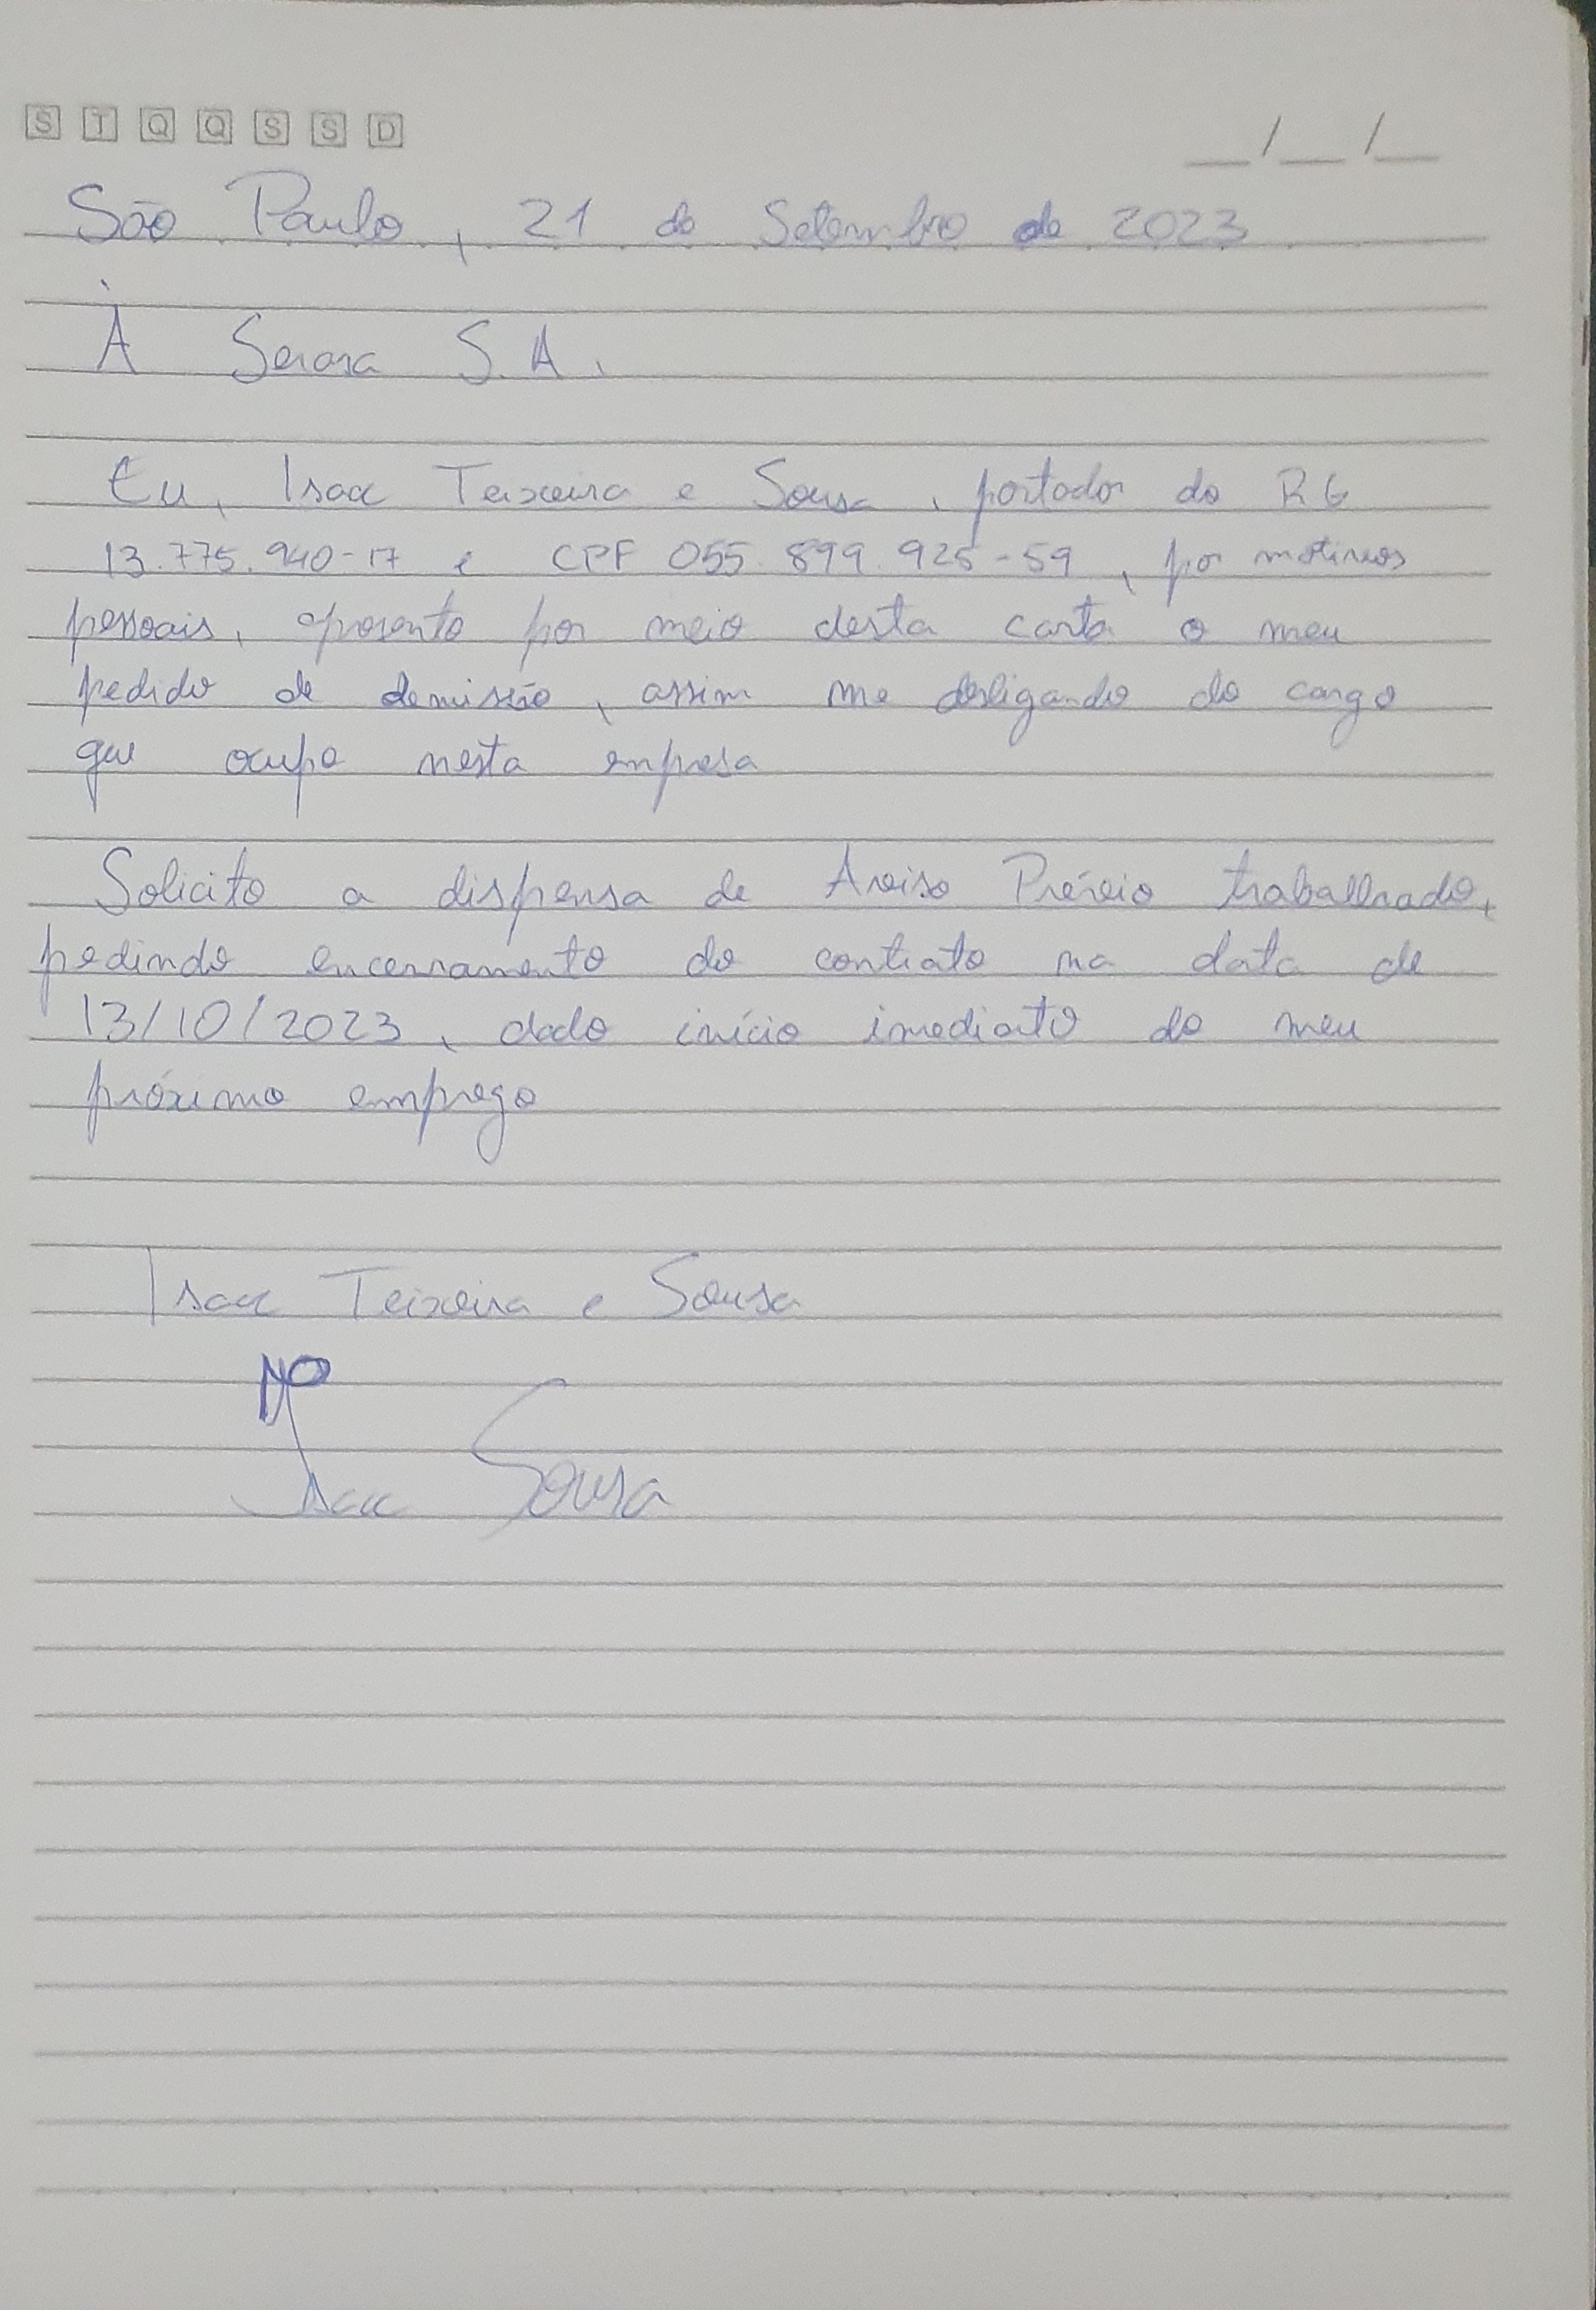 S T Q Q S S D
__/__/__
São Paulo, 21 de Setembro de 2023
À Serasa S.A.
Eu, Isac Teixeira e Sousa, portador do RG
13.775.940-17 e CPF 055.899.925-59, por motivos
pessoais, apresento por meio desta carta o meu
pedido de demissão, assim me desligando do cargo
que ocupo nesta empresa
Solicito a dispensa de Aviso Prévio trabalhado,
pedindo encerramento do contrato na data de
13/10/2023, dado início imediato do meu
próximo emprego
Isac Teixeira e Sousa
Isac Sousa